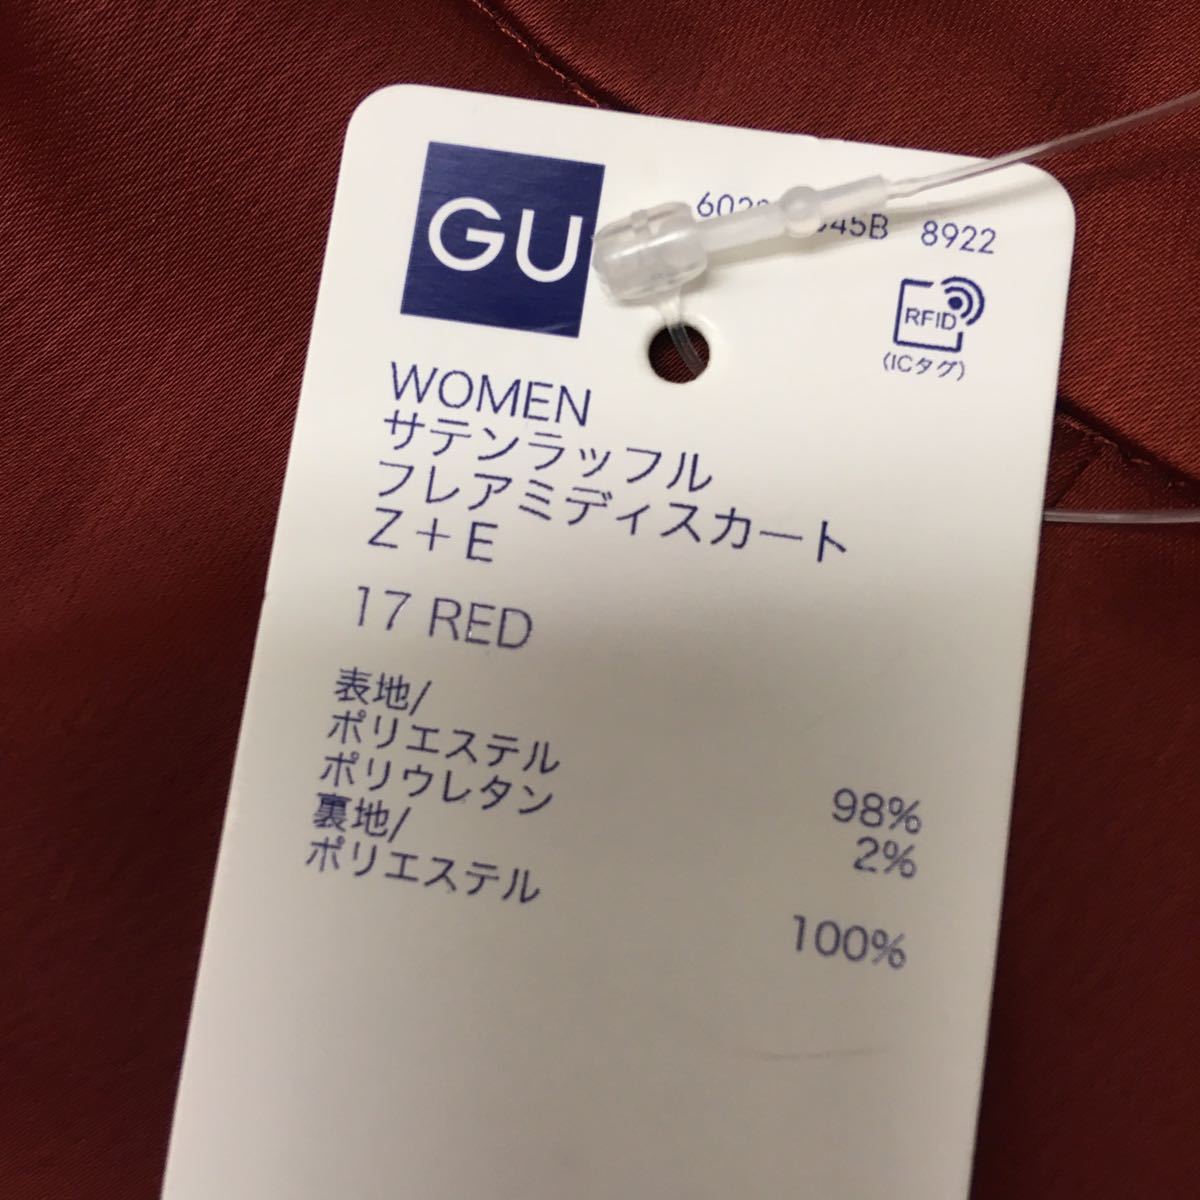 GU
8922
RFID
(ICタグ)
WOMEN
サテンラッフル
フレアミディスカート
Z+E
17 RED
表地/
ポリエステル 98%
ポリウレタン 2%
裏地/
ポリエステル 100%